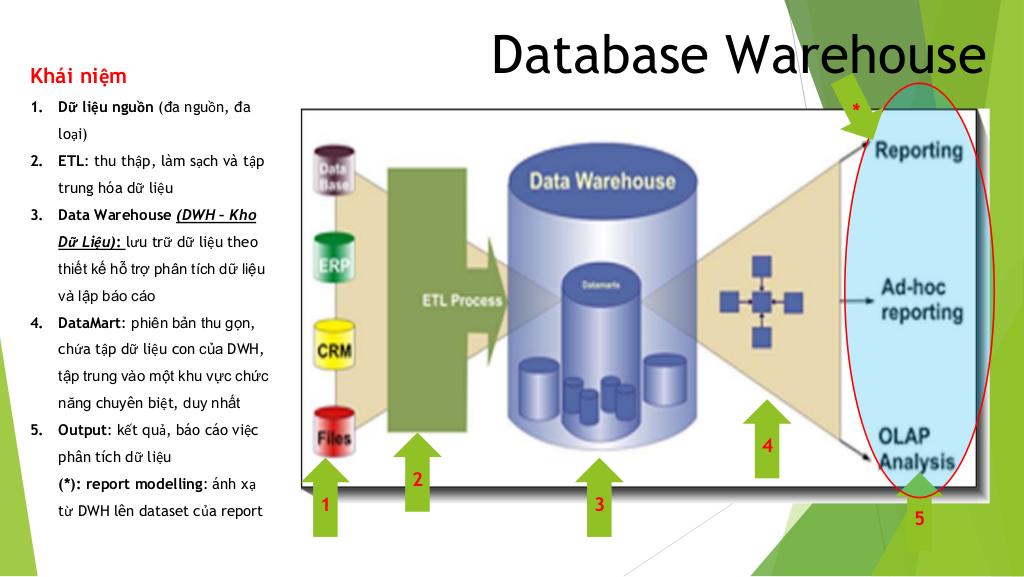 Database Warehouse
Khái niệm
1. Dữ liệu nguồn (đa nguồn, đa
loại)
2. ETL: thu thập, làm sạch và tập
trung hóa dữ liệu
3. Data Warehouse (DWH – Kho
Dữ Liệu): lưu trữ dữ liệu theo
thiết kế hỗ trợ phân tích dữ liệu
và lập báo cáo
4. DataMart: phiên bản thu gọn,
chứa tập dữ liệu con của DWH,
tập trung vào một khu vực chức
năng chuyên biệt, duy nhất
5. Output: kết quả, báo cáo việc
phân tích dữ liệu
(*): report modelling: ánh xạ
từ DWH lên dataset của report
Data
Base
ERP
CRM
Files
ETL Process
Data Warehouse
Datamarts
*
Reporting
Ad-hoc
reporting
OLAP
Analysis
1
2
3
4
5